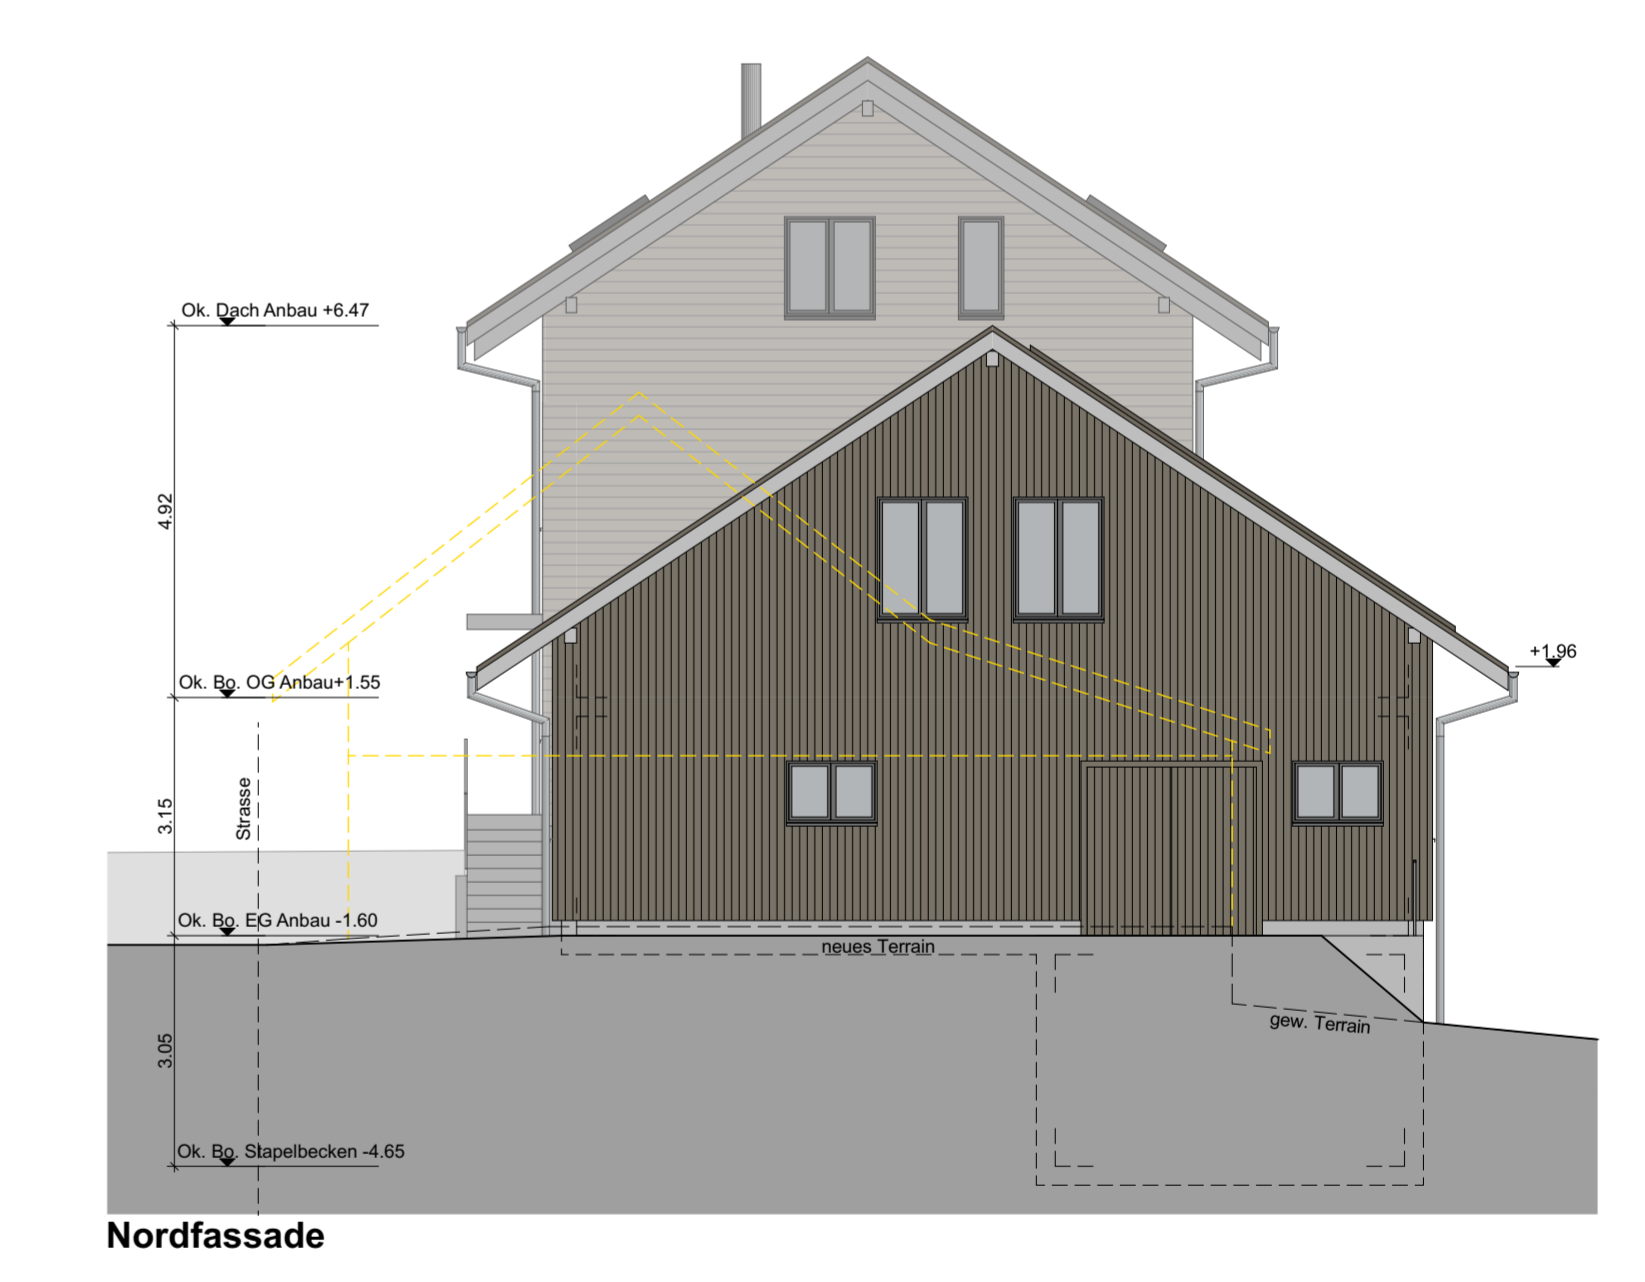 Ok. Dach Anbau +6.47
4.92
+1.96
Ok. Bo. OG Anbau+1.55
3.15
Strasse
Ok. Bo. EG Anbau -1.60
neues Terrain
gew. Terrain
3.05
Ok. Bo. Stapelbecken -4.65
Nordfassade